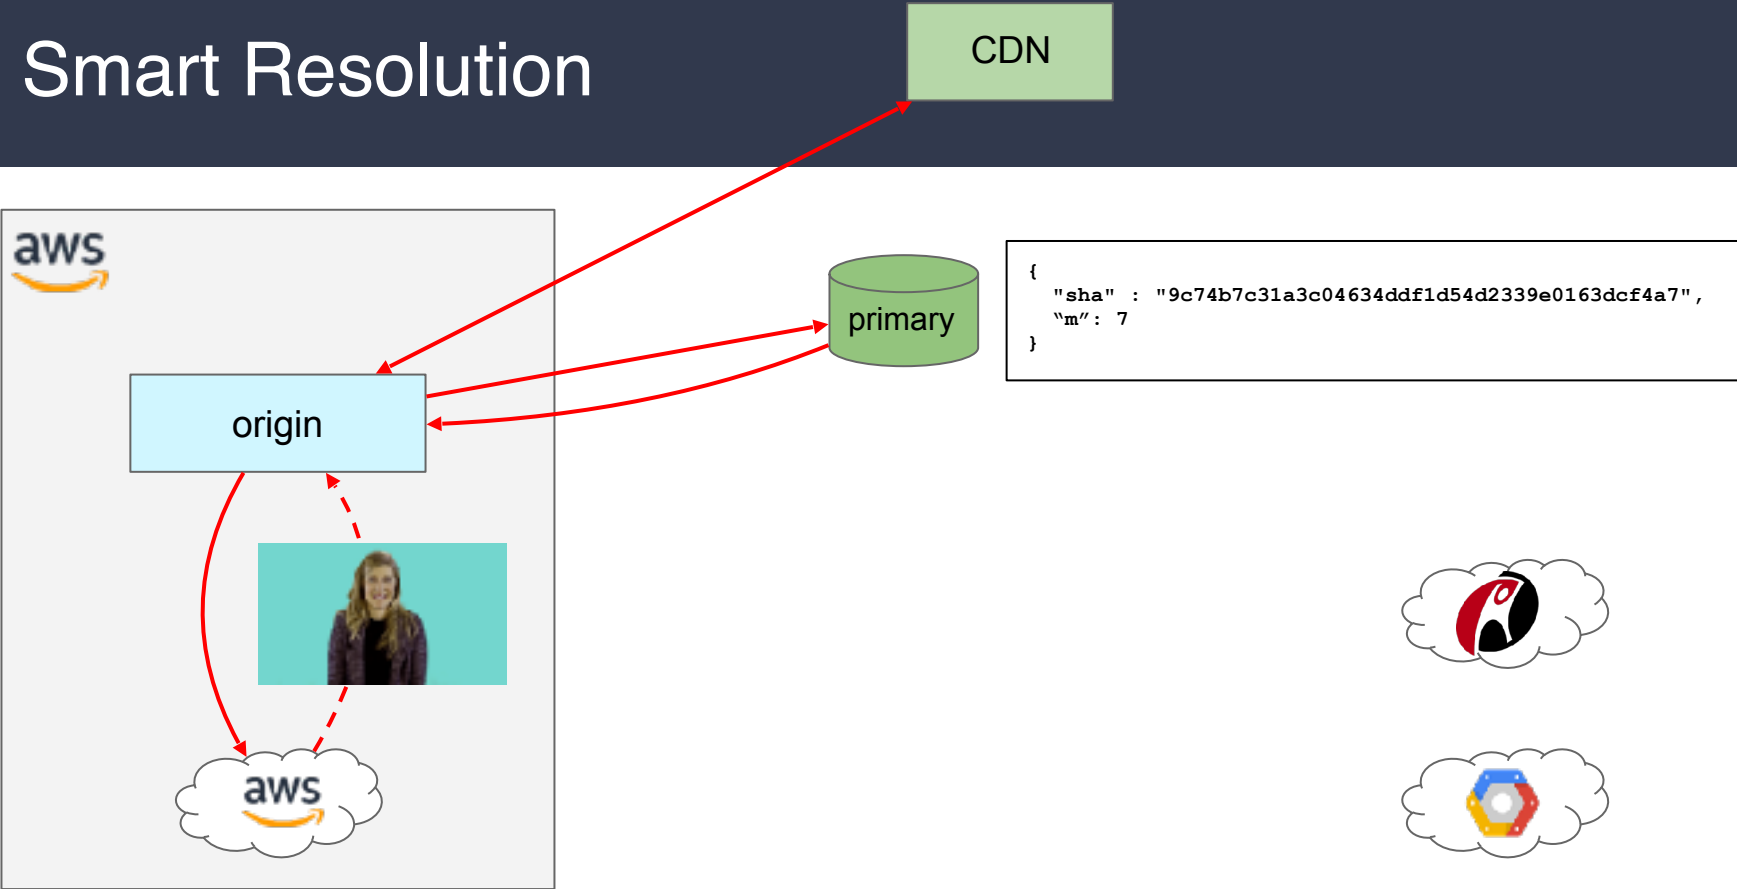 Smart Resolution
CDN
aws
primary
{
"sha" : "9c74b7c31a3c04634ddf1d54d2339e0163dcf4a7",
“m”: 7
}
origin
aws